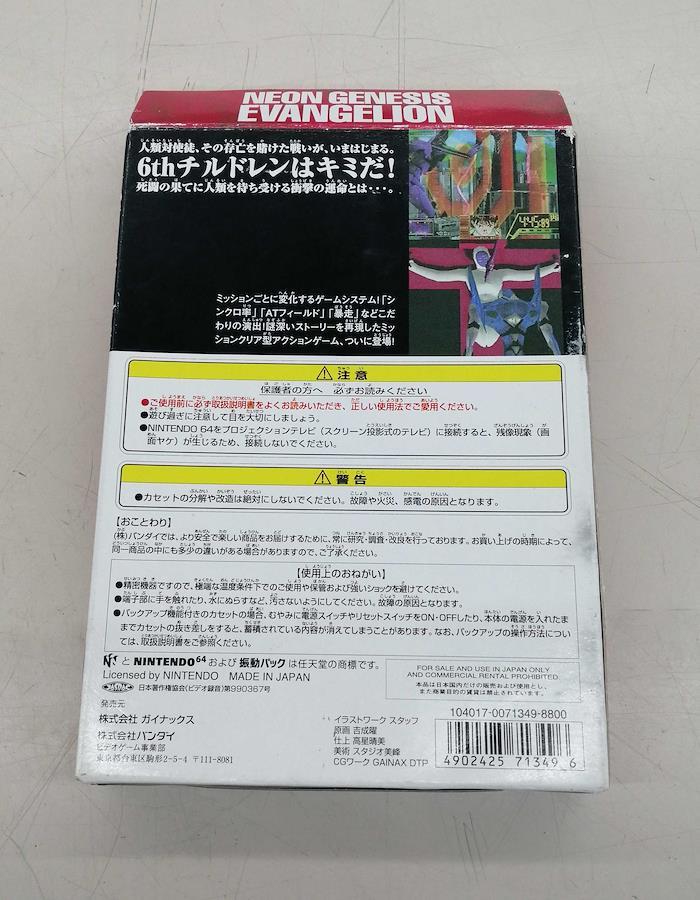 NEON GENESIS
EVANGELION
人類対使徒、その存亡を賭けた戦いが、いまはじまる。
6thチルドレンはキミだ!
死闘の果てに人類を待ち受ける衝撃の運命とは・・・。
ミッションごとに変化するゲームシステム!「シ
ンクロ率」「ATフィールド」「暴走」などこだ
わりの演出!謎深いストーリーを再現したミッ
ションクリア型アクションゲーム、ついに登場!
注意
保護者の方へ 必ずお読みください
●ご使用前に必ず取扱説明書をよくお読みいただき、正しい使用法でご愛用ください。
●遊び過ぎに注意して目を大切にしましょう。
●NINTENDO 64をプロジェクションテレビ(スクリーン投影式のテレビ)に接続すると、残像現象(画
面ヤケ)が生じるため、接続しないでください。
警告
●カセットの分解や改造は絶対にしないでください。故障や火災、感電の原因となります。
【おことわり】
(株)バンダイでは、より安全で楽しい商品をお届けするために、常に研究・調査・改良を行っております。お買い上げの時期によって、
同一商品の中にも多少の違いがある場合がありますので、ご了承ください。
【使用上のおねがい】
●精密機器ですので、極端な温度条件下でのご使用や保管および強いショックを避けてください。
●端子部に手を触れたり、水にぬらすなど、汚さないようにしてください。故障の原因となります。
●バックアップ機能付きのカセットの場合、むやみに電源スイッチやリセットスイッチをON・OFFしたり、本体の電源を入れたま
までカセットの抜き差しをすると、蓄積されている内容が消えてしまうことがあります。なお、バックアップの操作方法につい
ては、取扱説明書をご参照ください。
と NINTENDO64 および 振動パック は任天堂の商標です。
Licensed by NINTENDO MADE IN JAPAN
日本著作権協会(ビデオ録音)第990367号
FOR SALE AND USE IN JAPAN ONLY
AND COMMERCIAL RENTAL PROHIBITED.
本品は日本国内だけの販売および使用とし、
また商業目的の賃貸は禁止されています。
発売元
株式会社 ガイナックス
株式会社バンダイ
ビデオゲーム事業部
東京都台東区駒形2-5-4 〒111-8081
イラストワーク スタッフ
原画 吉成曜
仕上 高星晴美
美術 スタジオ美峰
CGワーク GAINAX DTP
104017-0071349-8800
4902425 713496